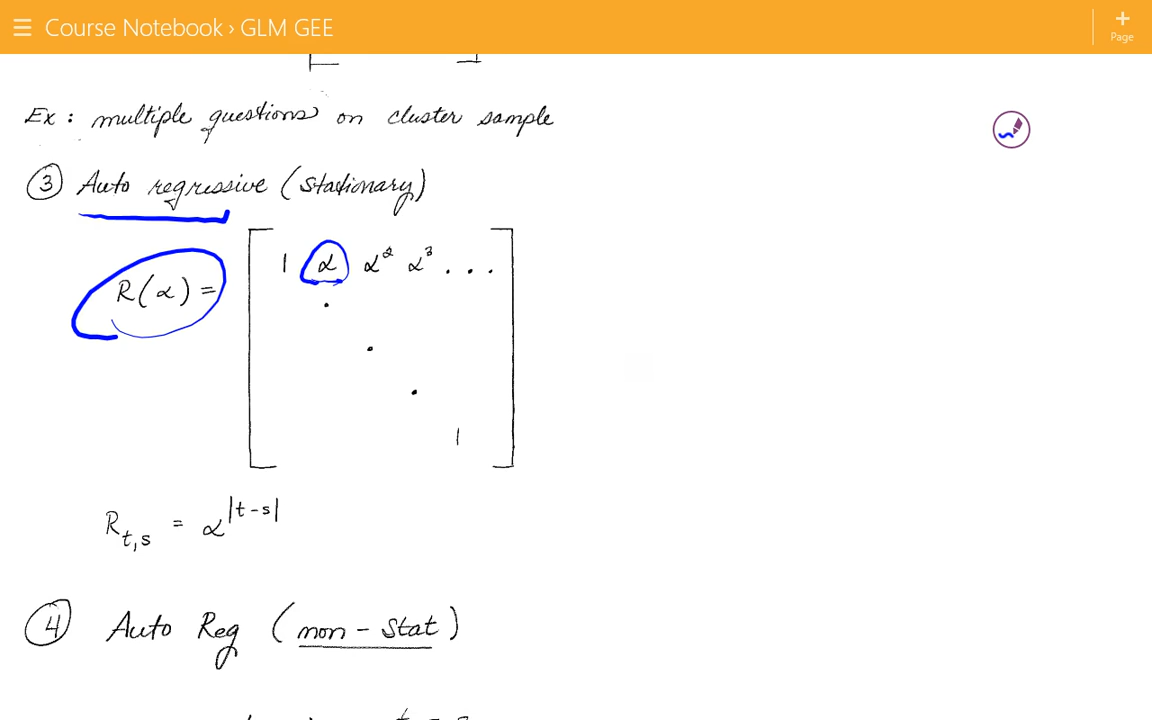 Course Notebook › GLM GEE
Page
Ex : multiple questions on cluster sample
③ Auto regressive (Stationary)
R(α) = [ 1 α α² α³ . . .
.
.
.
1 ]
R_{t,s} = α^{|t-s|}
④ Auto Reg (non-Stat)